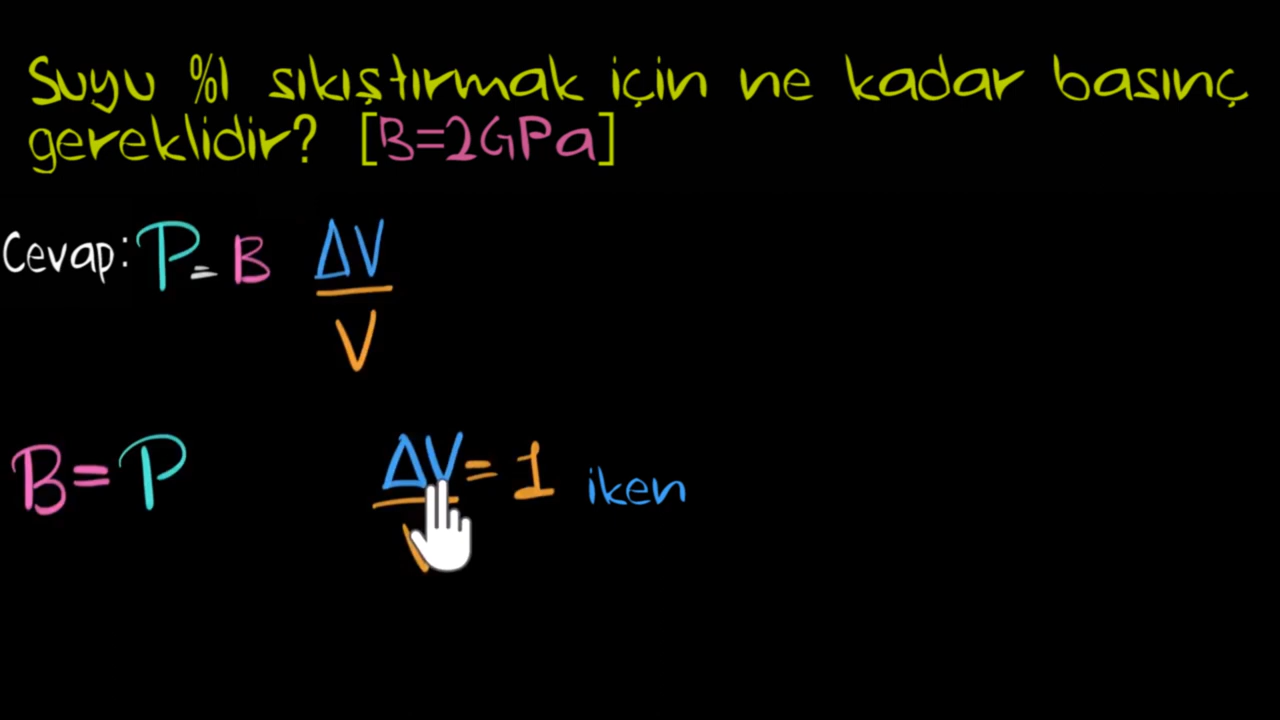 Suyu %1 sıkıştırmak için ne kadar basınç
gereklidir? [B=2GPa]
Cevap: P = B ΔV
V
B = P ΔV = 1 iken